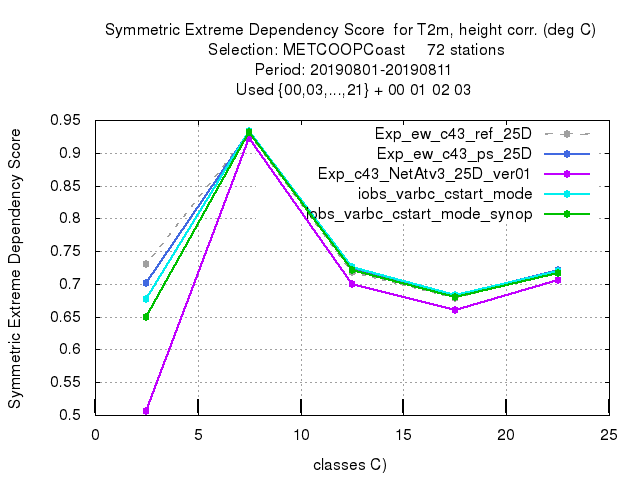 Symmetric Extreme Dependency Score for T2m, height corr. (deg C)
Selection: METCOOPCoast 72 stations
Period: 20190801-20190811
Used {00,03,...,21} + 00 01 02 03
Symmetric Extreme Dependency Score
0.95
0.9
0.85
0.8
0.75
0.7
0.65
0.6
0.55
0.5
Exp_ew_c43_ref_25D
Exp_ew_c43_ps_25D
Exp_c43_NetAtv3_25D_ver01
iobs_varbc_cstart_mode
iobs_varbc_cstart_mode_synop
0 5 10 15 20 25
classes C)